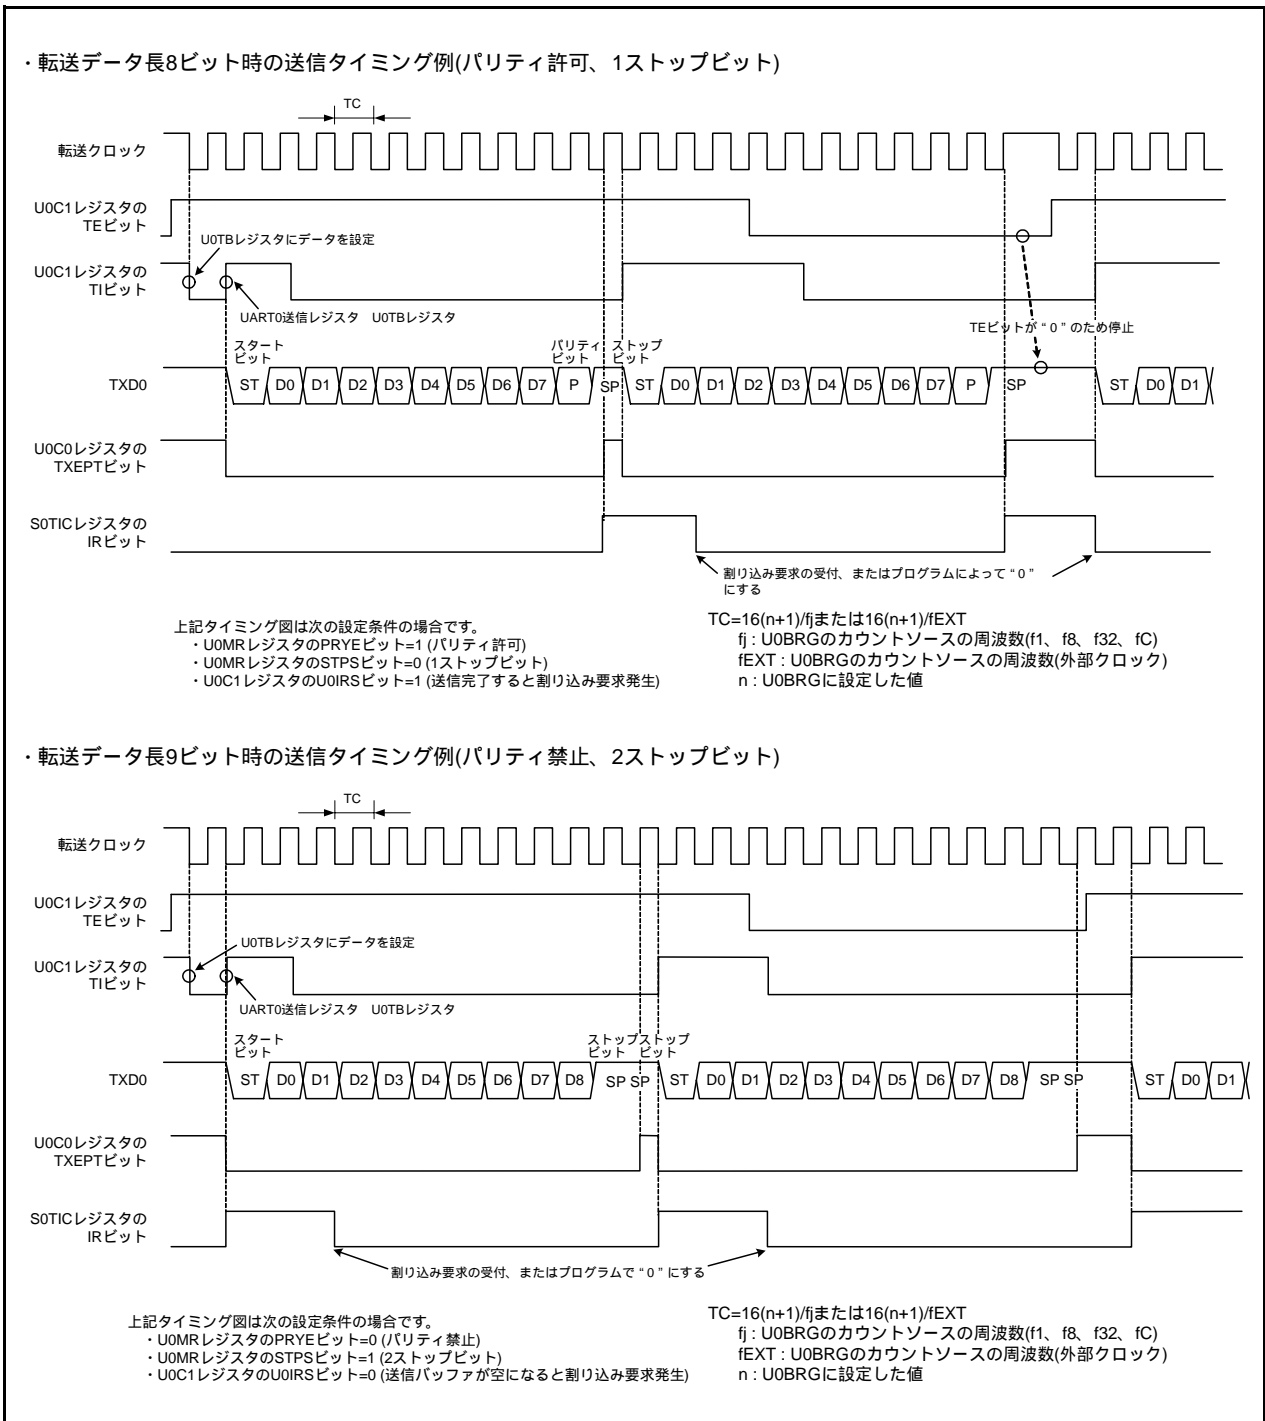 ・転送データ長8ビット時の送信タイミング例(パリティ許可、1ストップビット)
TC
転送クロック
U0C1レジスタの
TEビット
U0TBレジスタにデータを設定
U0C1レジスタの
TIビット
UART0送信レジスタ　U0TBレジスタ
TEビットが“0”のため停止
スタート
ビット
パリティ
ビット
ストップ
ビット
TXD0
ST D0 D1 D2 D3 D4 D5 D6 D7 P SP ST D0 D1 D2 D3 D4 D5 D6 D7 P SP ST D0 D1
U0C0レジスタの
TXEPTビット
S0TICレジスタの
IRビット
割り込み要求の受付、またはプログラムによって“0”
にする
上記タイミング図は次の設定条件の場合です。
・U0MRレジスタのPRYEビット=1 (パリティ許可)
・U0MRレジスタのSTPSビット=0 (1ストップビット)
・U0C1レジスタのU0IRSビット=1 (送信完了すると割り込み要求発生)
TC=16(n+1)/fjまたは16(n+1)/fEXT
fj : U0BRGのカウントソースの周波数(f1、f8、f32、fC)
fEXT : U0BRGのカウントソースの周波数(外部クロック)
n : U0BRGに設定した値
・転送データ長9ビット時の送信タイミング例(パリティ禁止、2ストップビット)
TC
転送クロック
U0C1レジスタの
TEビット
U0TBレジスタにデータを設定
U0C1レジスタの
TIビット
UART0送信レジスタ　U0TBレジスタ
スタート
ビット
ストップ
ビット
ストップ
ビット
TXD0
ST D0 D1 D2 D3 D4 D5 D6 D7 D8 SP SP ST D0 D1 D2 D3 D4 D5 D6 D7 D8 SP SP ST D0 D1
U0C0レジスタの
TXEPTビット
S0TICレジスタの
IRビット
割り込み要求の受付、またはプログラムで“0”にする
上記タイミング図は次の設定条件の場合です。
・U0MRレジスタのPRYEビット=0 (パリティ禁止)
・U0MRレジスタのSTPSビット=1 (2ストップビット)
・U0C1レジスタのU0IRSビット=0 (送信バッファが空になると割り込み要求発生)
TC=16(n+1)/fjまたは16(n+1)/fEXT
fj : U0BRGのカウントソースの周波数(f1、f8、f32、fC)
fEXT : U0BRGのカウントソースの周波数(外部クロック)
n : U0BRGに設定した値